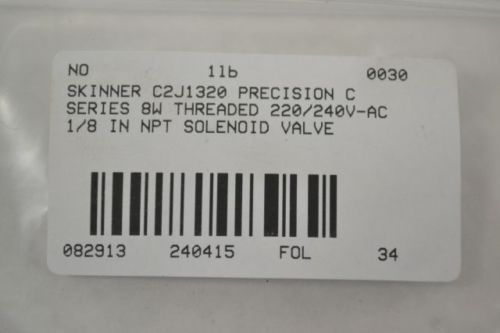 NO 1lb 0030
SKINNER C2J1320 PRECISION C
SERIES 8W THREADED 220/240V-AC
1/8 IN NPT SOLENOID VALVE
082913 240415 FOL 34